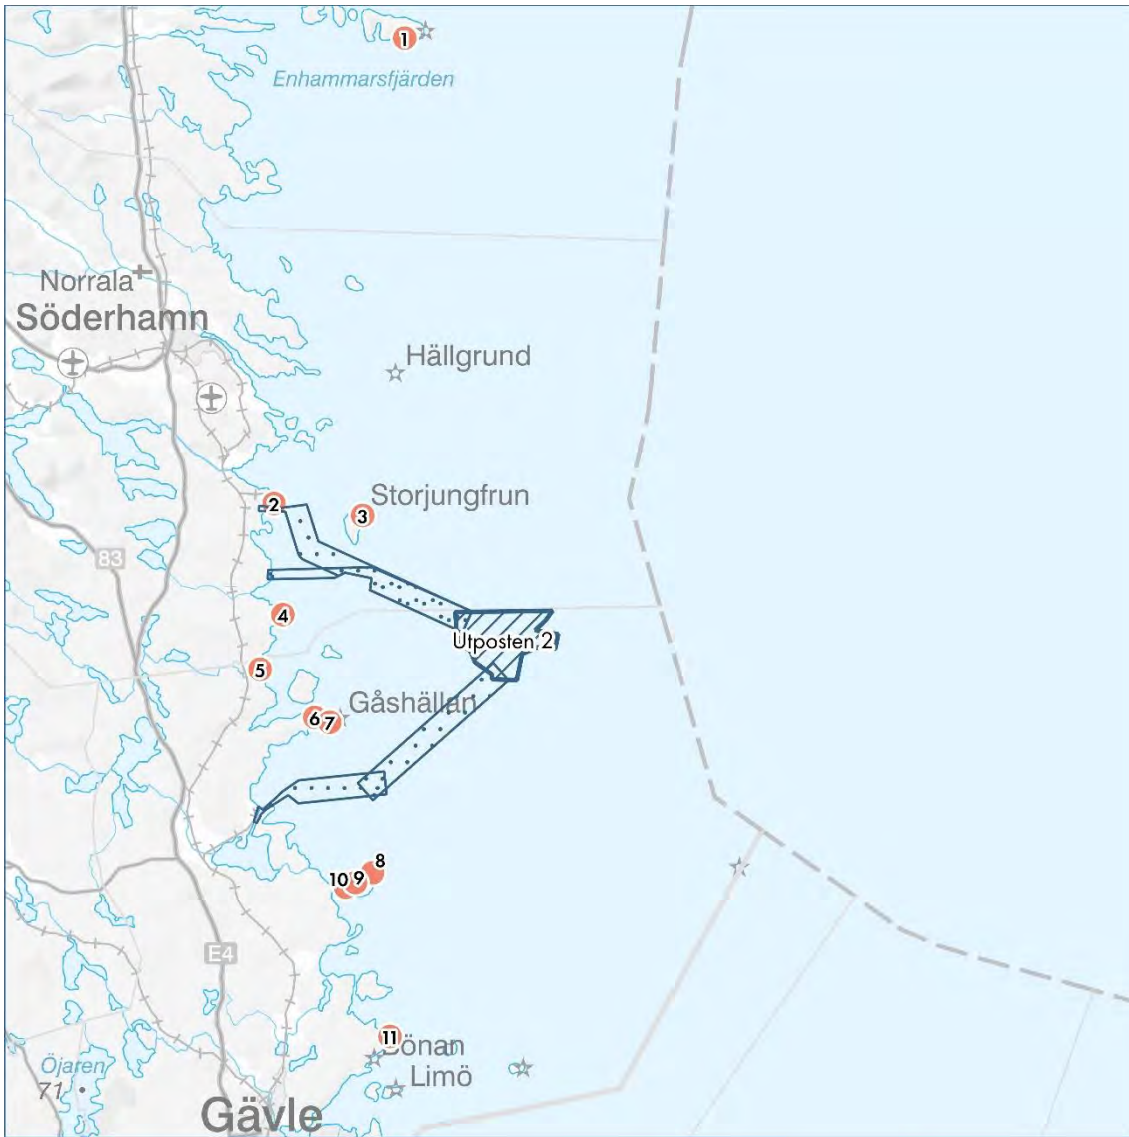 1
Enhammarsfjärden
Norrala
Söderhamn
Hällgrund
2
3
Storjungfrun
83
4
Utposten 2
5
6
7
Gåshällan
8
9
10
E4
11
Bönan
Öjaren
71
Limö
Gävle